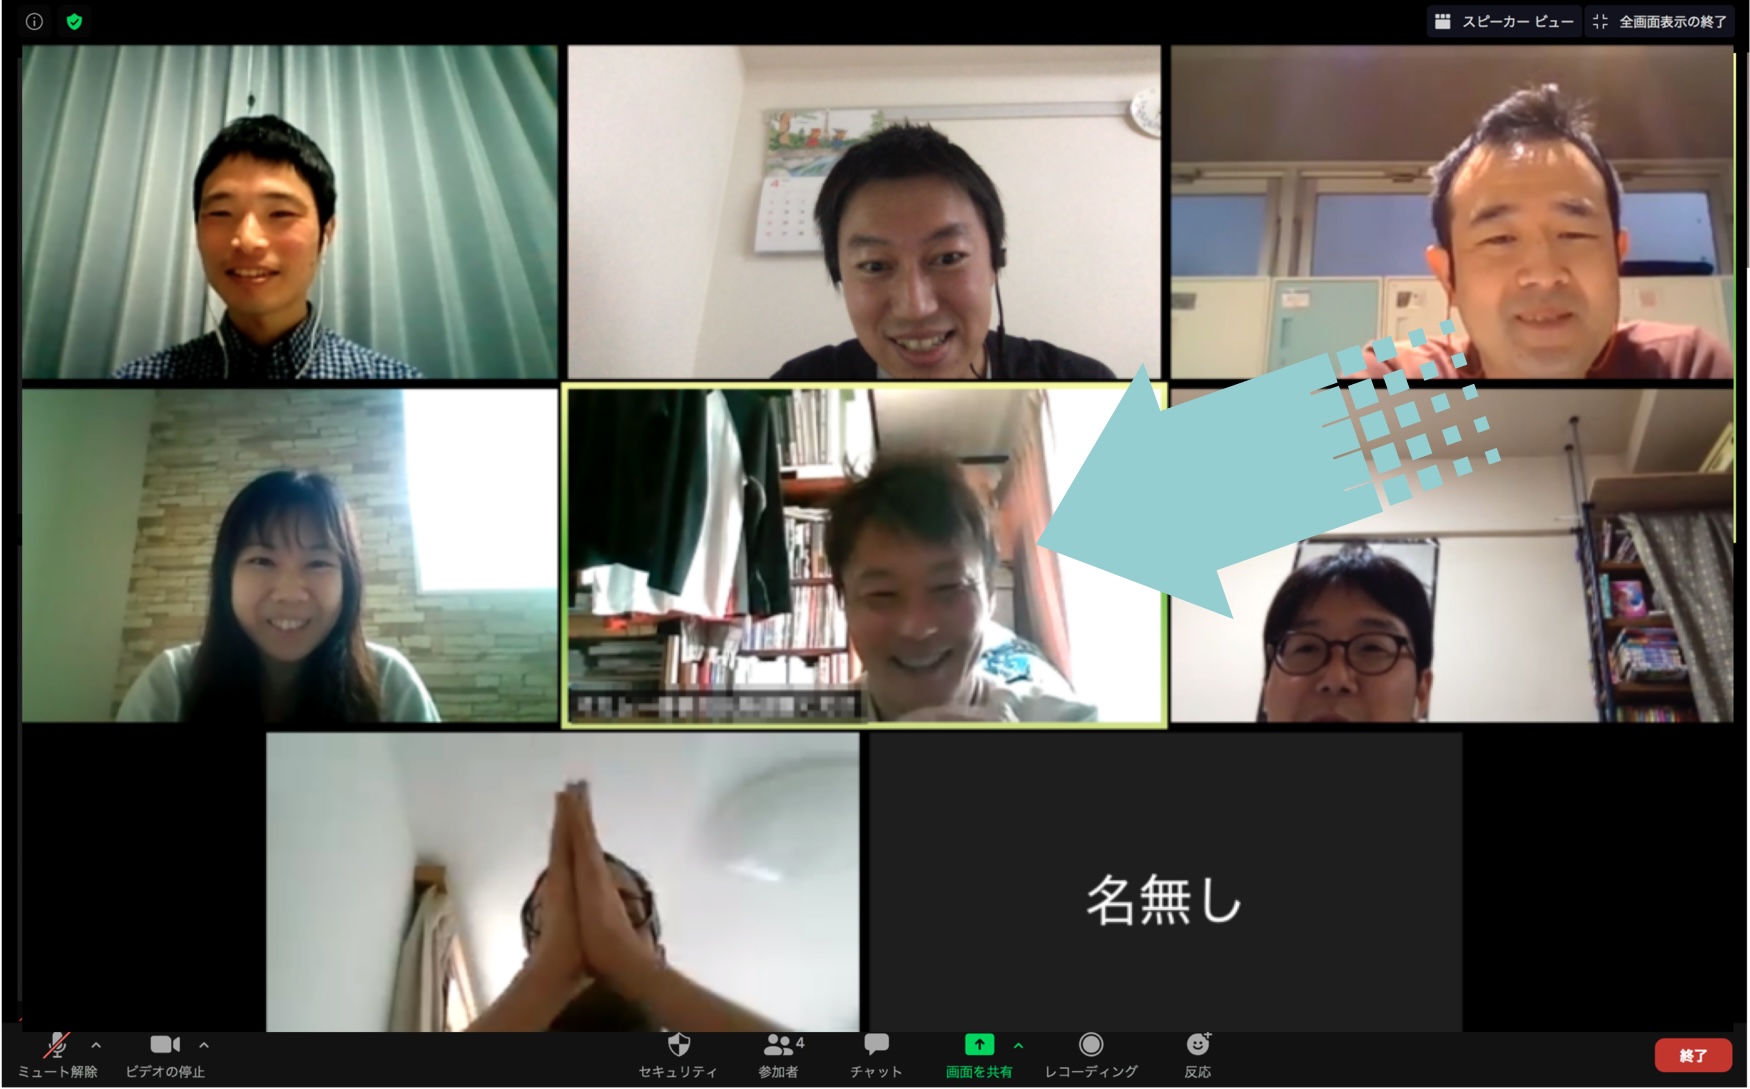 スピーカー ビュー
全画面表示の終了
名無し
ミュート解除
ビデオの停止
セキュリティ
4
参加者
チャット
画面を共有
レコーディング
反応
終了